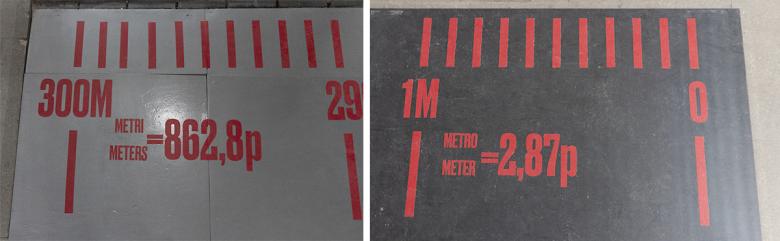 300M 29
METRI
METERS =862,8p
1M 0
METRO
METER =2,87p